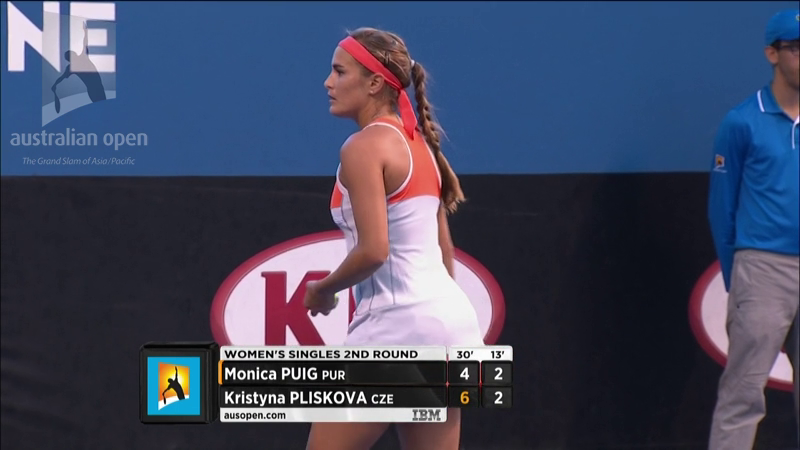 NE
australian open
The Grand Slam of Asia/Pacific
KI
WOMEN'S SINGLES 2ND ROUND 30' 13'
Monica PUIG PUR 4 2
Kristyna PLISKOVA CZE 6 2
ausopen.com IBM